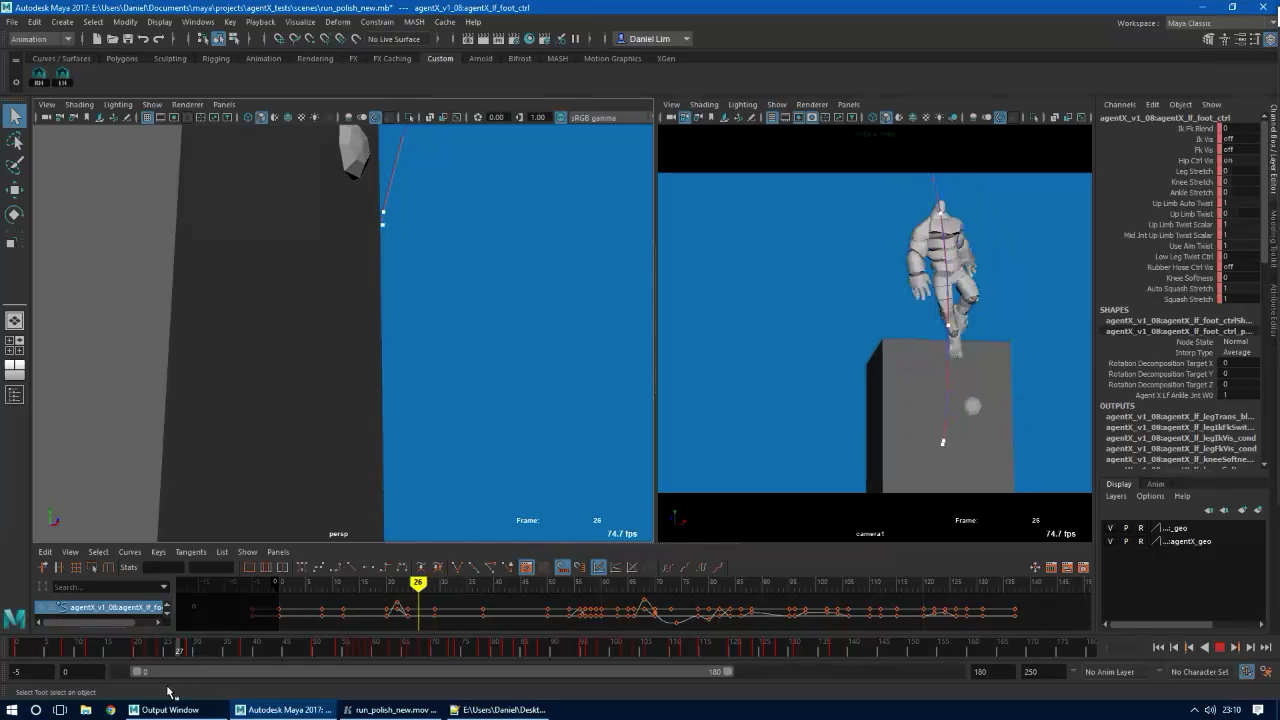 Autodesk Maya 2017: E:\Users\Daniel\Documents\maya\projects\agentX_tests\scenes\run_polish_new.mb* --- agentX_v1_08:agentX_lf_foot_ctrl
File Edit Create Select Modify Display Windows Key Playback Visualize Deform Constrain MASH Cache Help Workspace : Maya Classic
Animation No Live Surface Daniel Lim
Curves / Surfaces Polygons Sculpting Rigging Animation Rendering FX FX Caching Custom Arnold Bifrost MASH Motion Graphics XGen
RH LH
View Shading Lighting Show Renderer Panels View Shading Lighting Show Renderer Panels Channels Edit Object Show
0.00 1.00 sRGB gamma agentX_v1_08:agentX_lf_foot_ctrl
Ik Fk Blend 0
Ik Vis off
Fk Vis off
Hip Ctrl Vis on
Leg Stretch 0
Knee Stretch 0
Ankle Stretch 0
Up Limb Auto Twist 1
Up Limb Twist 0
Up Limb Twist Scalar 1
Mid Jnt Up Limb Twist Scalar 1
Use Aim Twist 1
Low Leg Twist Ctrl 0
Rubber Hose Ctrl Vis off
Knee Softness 0
Auto Squash Stretch 1
Squash Stretch 1
SHAPES
agentX_v1_08:agentX_lf_foot_ctrlSh...
agentX_v1_08:agentX_lf_foot_ctrl_p...
Node State Normal
Interp Type Average
Rotation Decomposition Target X 0
Rotation Decomposition Target Y 0
Rotation Decomposition Target Z 0
Agent X Lf Ankle Jnt W0 1
OUTPUTS
agentX_v1_08:agentX_lf_legTrans_bl...
agentX_v1_08:agentX_lf_legIkFkSwit...
agentX_v1_08:agentX_lf_legIkVis_cond
agentX_v1_08:agentX_lf_legFkVis_cond
agentX_v1_08:agentX_lf_kneeSoftne...
Display Anim
Layers Options Help
V P R ..:_geo
V P R ...:agentX_geo
Frame: 26 Frame: 26
persp 74.7 fps camera1 74.7 fps
Edit View Select Curves Keys Tangents List Show Panels
Stats
Search...
26
agentX_v1_08:agentX_lf_foo
27
-5 0 0 180 180 250 No Anim Layer No Character Set
Select Tool: select an object
Output Window Autodesk Maya 2017: ... run_polish_new.mov ... E:\Users\Daniel\Deskt... 23:10
Channel Box / Layer Editor
Modeling Toolkit
Attribute Editor